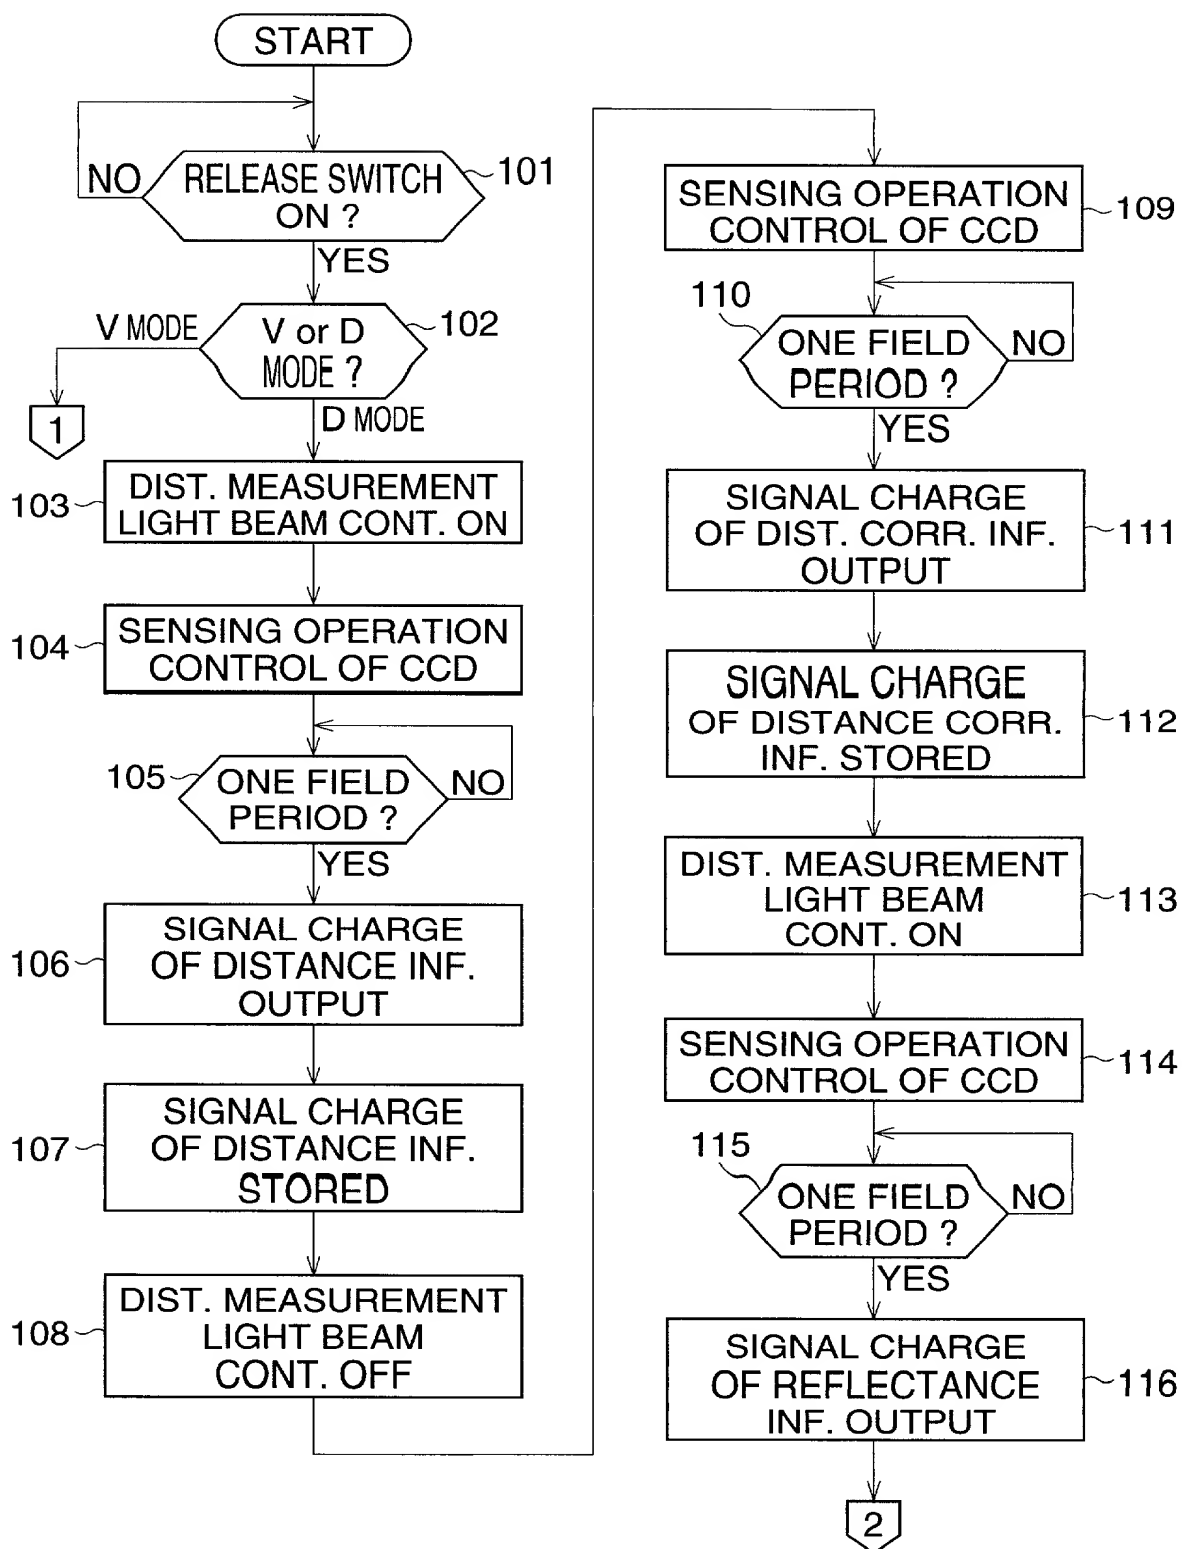 START
NO
RELEASE SWITCH
ON ?
101
YES
V MODE
V or D
MODE ?
102
1
D MODE
103
DIST. MEASUREMENT
LIGHT BEAM CONT. ON
104
SENSING OPERATION
CONTROL OF CCD
105
ONE FIELD
PERIOD ?
NO
YES
106
SIGNAL CHARGE
OF DISTANCE INF.
OUTPUT
107
SIGNAL CHARGE
OF DISTANCE INF.
STORED
108
DIST. MEASUREMENT
LIGHT BEAM
CONT. OFF
SENSING OPERATION
CONTROL OF CCD
109
110
ONE FIELD
PERIOD ?
NO
YES
SIGNAL CHARGE
OF DIST. CORR. INF.
OUTPUT
111
SIGNAL CHARGE
OF DISTANCE CORR.
INF. STORED
112
DIST. MEASUREMENT
LIGHT BEAM
CONT. ON
113
SENSING OPERATION
CONTROL OF CCD
114
115
ONE FIELD
PERIOD ?
NO
YES
SIGNAL CHARGE
OF REFLECTANCE
INF. OUTPUT
116
2